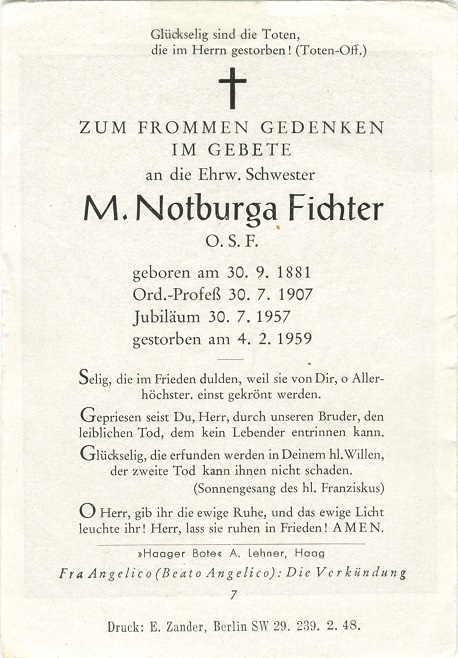 Glückselig sind die Toten,
die im Herrn gestorben! (Toten-Off.)
ZUM FROMMEN GEDENKEN
IM GEBETE
an die Ehrw. Schwester
M. Notburga Fichter
O. S. F.
geboren am 30. 9. 1881
Ord.-Profeß 30. 7. 1907
Jubiläum 30. 7. 1957
gestorben am 4. 2. 1959
Selig, die im Frieden dulden, weil sie von Dir, o Aller-
höchster. einst gekrönt werden.
Gepriesen seist Du, Herr, durch unseren Bruder, den
leiblichen Tod, dem kein Lebender entrinnen kann.
Glückselig, die erfunden werden in Deinem hl. Willen,
der zweite Tod kann ihnen nicht schaden.
(Sonnengesang des hl. Franziskus)
O Herr, gib ihr die ewige Ruhe, und das ewige Licht
leuchte ihr! Herr, lass sie ruhen in Frieden! AMEN.
»Haager Bote« A. Lehner, Haag
Fra Angelico (Beato Angelico): Die Verkündung
7
Druck: E. Zander, Berlin SW 29. 239. 2. 48.